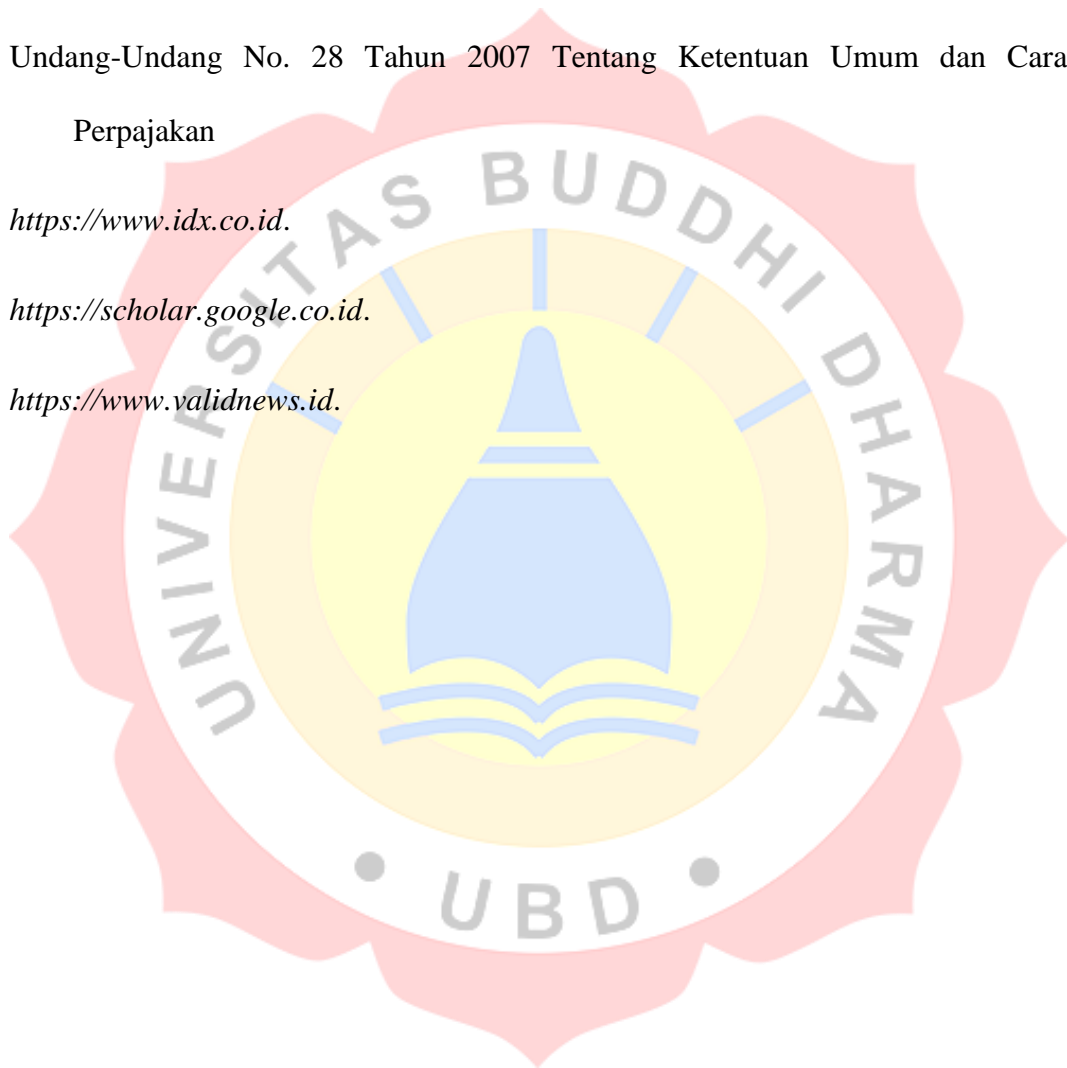 Undang-Undang No. 28 Tahun 2007 Tentang Ketentuan Umum dan Cara
Perpajakan
https://www.idx.co.id.
https://scholar.google.co.id.
https://www.validnews.id.
UNIVERSITAS BUDDHI DHARMA
• UBD •